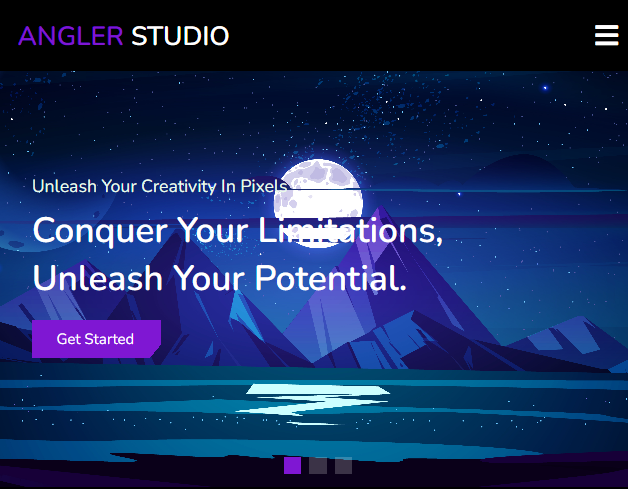 ANGLER STUDIO
Unleash Your Creativity In Pixels
Conquer Your Limitations,
Unleash Your Potential.
Get Started